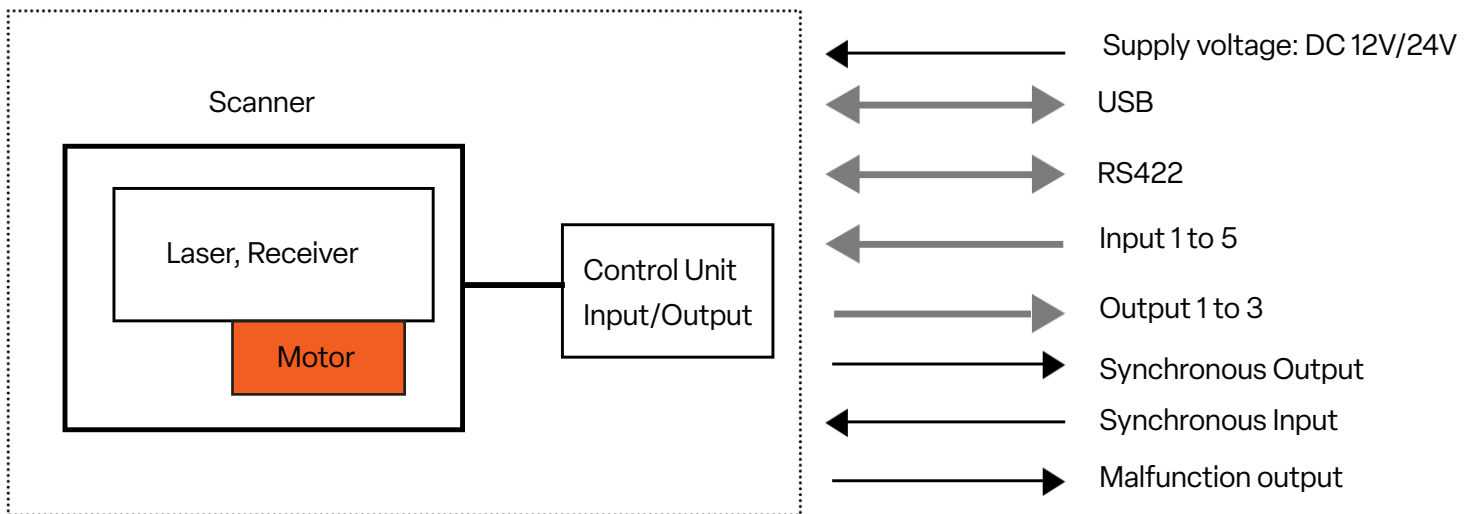 Scanner
Laser, Receiver
Motor
Control Unit
Input/Output
Supply voltage: DC 12V/24V
USB
RS422
Input 1 to 5
Output 1 to 3
Synchronous Output
Synchronous Input
Malfunction output